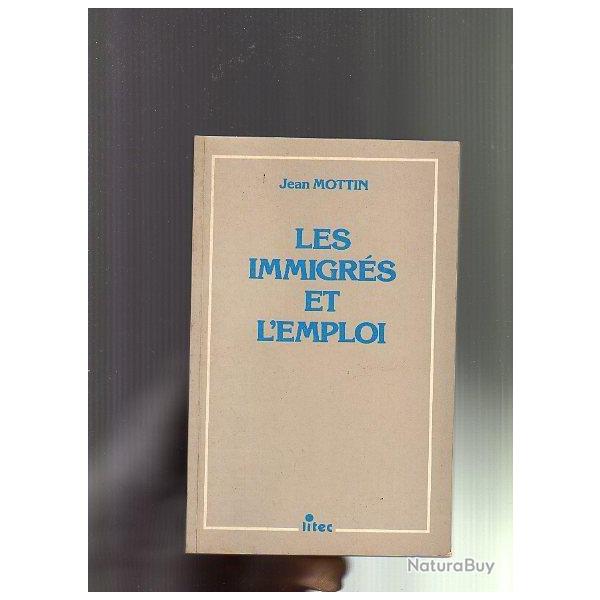 Jean MOTTIN
LES
IMMIGRÉS
ET
L'EMPLOI
litec
NaturaBuy